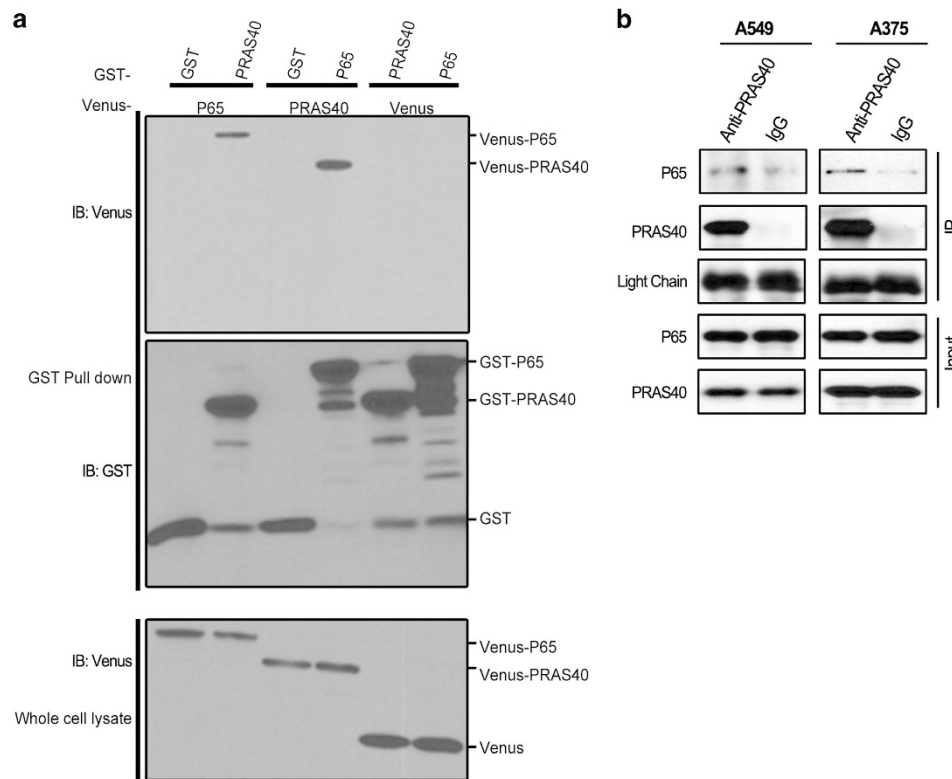 a
GST-
GST
PRAS40
GST
P65
PRAS40
P65
Venus-
P65
PRAS40
Venus
IB: Venus
Venus-P65
Venus-PRAS40
GST Pull down
IB: GST
GST-P65
GST-PRAS40
GST
IB: Venus
Whole cell lysate
Venus-P65
Venus-PRAS40
Venus
b
A549
A375
Anti-PRAS40
IgG
Anti-PRAS40
IgG
P65
PRAS40
Light Chain
IP
P65
PRAS40
Input